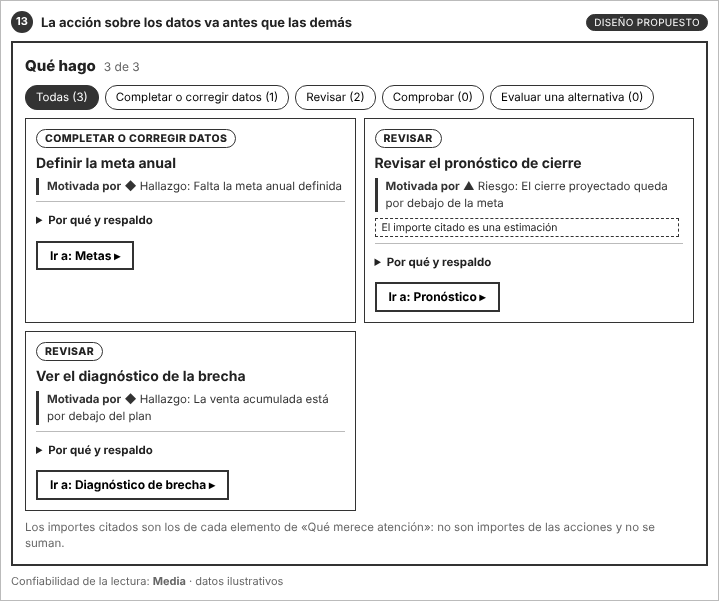 13 La acción sobre los datos va antes que las demás
DISEÑO PROPUESTO
Qué hago 3 de 3
Todas (3) Completar o corregir datos (1) Revisar (2) Comprobar (0) Evaluar una alternativa (0)
COMPLETAR O CORREGIR DATOS
Definir la meta anual
Motivada por ◆ Hallazgo: Falta la meta anual definida
▶ Por qué y respaldo
Ir a: Metas ▸
REVISAR
Revisar el pronóstico de cierre
Motivada por ▲ Riesgo: El cierre proyectado queda
por debajo de la meta
El importe citado es una estimación
▶ Por qué y respaldo
Ir a: Pronóstico ▸
REVISAR
Ver el diagnóstico de la brecha
Motivada por ◆ Hallazgo: La venta acumulada está
por debajo del plan
▶ Por qué y respaldo
Ir a: Diagnóstico de brecha ▸
Los importes citados son los de cada elemento de «Qué merece atención»: no son importes de las acciones y no se
suman.
Confiabilidad de la lectura: Media · datos ilustrativos